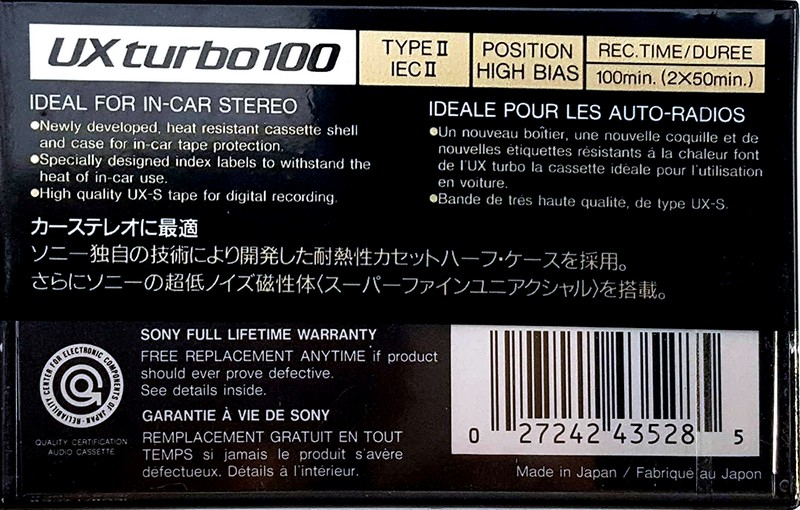 UX turbo 100
TYPE II
IEC II
POSITION
HIGH BIAS
REC.TIME/DUREE
100min. (2X50min.)
IDEAL FOR IN-CAR STEREO
●Newly developed, heat resistant cassette shell
and case for in-car tape protection.
●Specially designed index labels to withstand the
heat of in-car use.
●High quality UX-S tape for digital recording.
IDEALE POUR LES AUTO-RADIOS
●Un nouveau boîtier, une nouvelle coquille et de
nouvelles étiquettes résistants à la chaleur font
de l'UX turbo la cassette idéale pour l'utilisation
en voiture.
●Bande de trés haute qualite, de type UX-S.
カーステレオに最適
ソニー独自の技術により開発した耐熱性カセットハーフ・ケースを採用。
さらにソニーの超低ノイズ磁性体〈スーパーファインユニアクシャル〉を搭載。
SONY FULL LIFETIME WARRANTY
FREE REPLACEMENT ANYTIME if product
should ever prove defective.
See details inside.
GARANTIE À VIE DE SONY
REMPLACEMENT GRATUIT EN TOUT
TEMPS si jamais le produit s'avère
défectueux. Détails à l'intérieur.
RELIABILITY CENTER FOR ELECTRONIC COMPONENTS OF JAPAN
QUALITY CERTIFICATION
AUDIO CASSETTE
0 27242 43528 5
Made in Japan / Fabriqué au Japon